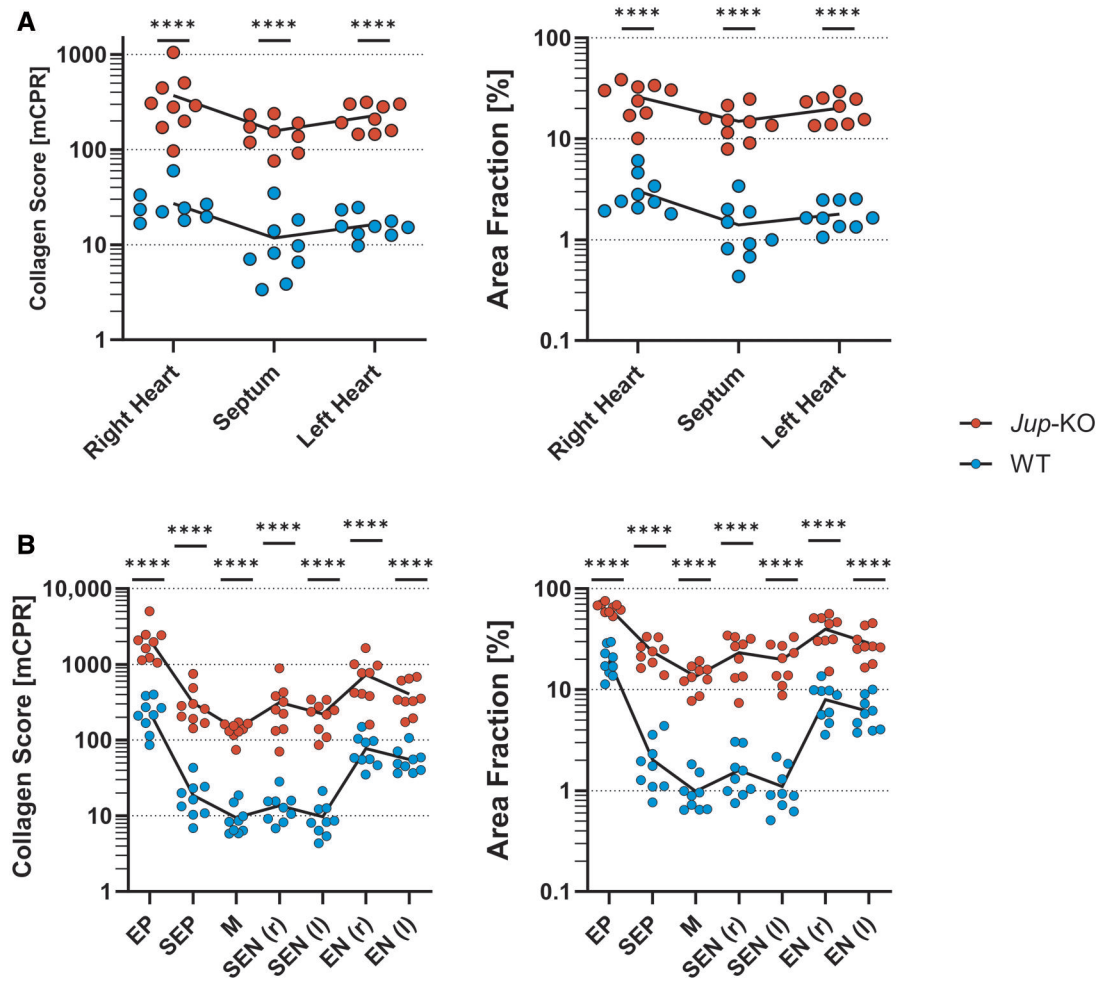 A
**** **** ****
Collagen Score [mCPR]
1000
100
10
1
Right Heart
Septum
Left Heart
**** **** ****
Area Fraction [%]
100
10
1
0.1
Right Heart
Septum
Left Heart
Jup-KO
WT
B
**** **** ****
**** **** **** ****
Collagen Score [mCPR]
10,000
1000
100
10
1
EP
SEP
M
SEN (r)
SEN (l)
EN (r)
EN (l)
**** **** ****
**** **** **** ****
Area Fraction [%]
100
10
1
0.1
EP
SEP
M
SEN (r)
SEN (l)
EN (r)
EN (l)